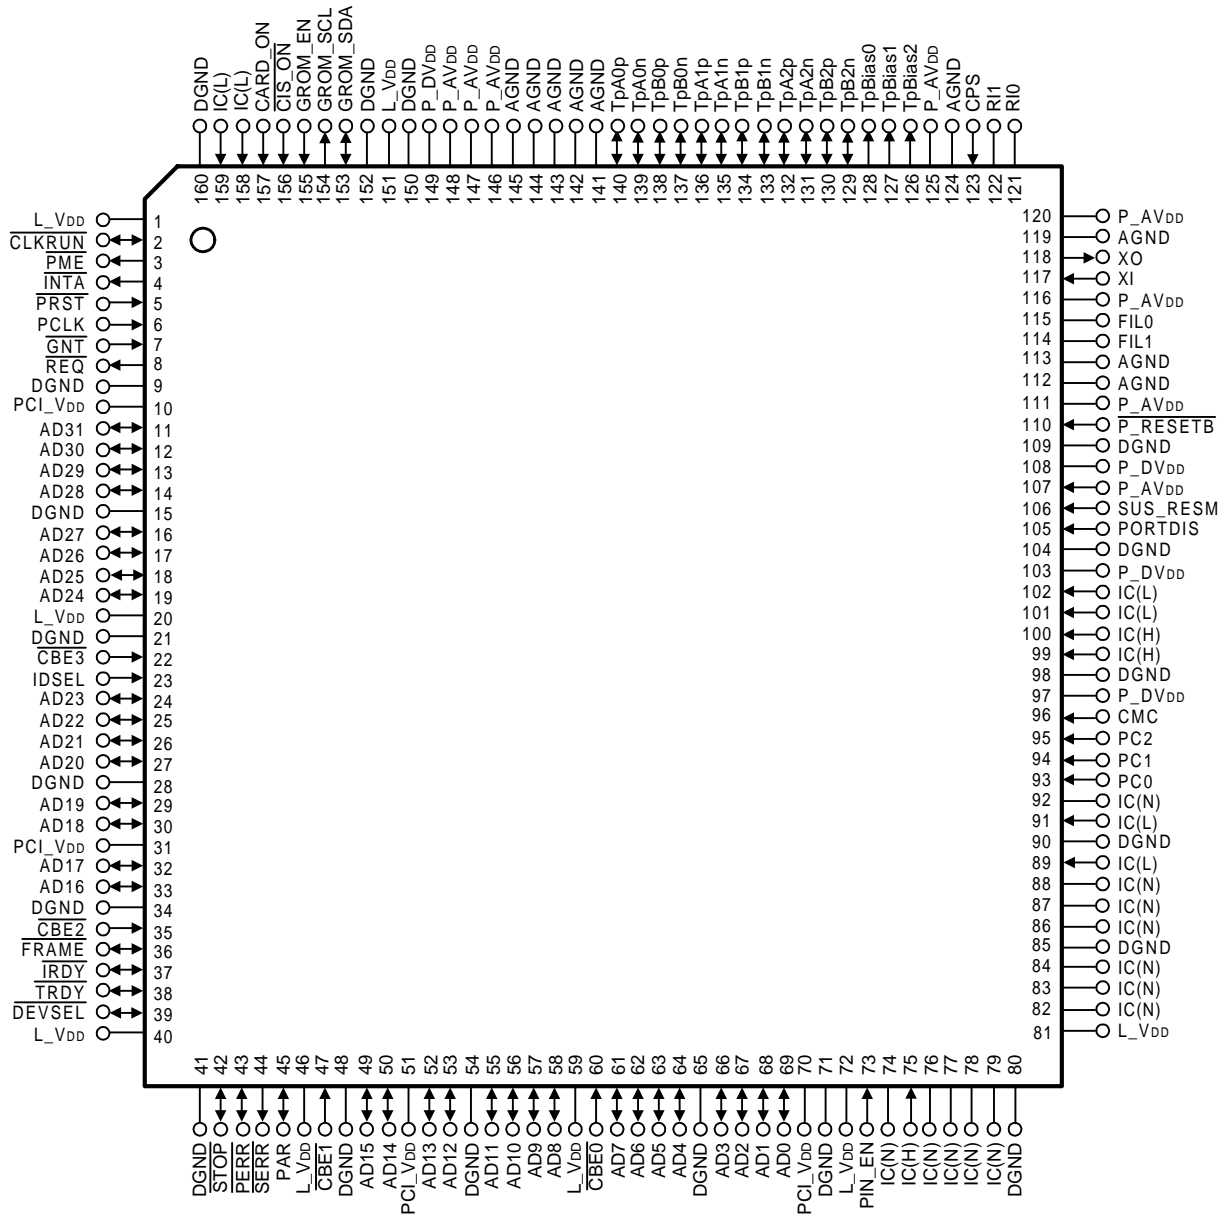 DGND
IC(L)
IC(L)
CARD_ON
CIS_ON
GROM_EN
GROM_SCL
GROM_SDA
DGND
L_VDD
DGND
P_DVDD
P_AVDD
P_AVDD
P_AVDD
AGND
AGND
AGND
AGND
AGND
TpA0p
TpA0n
TpB0p
TpB0n
TpA1p
TpA1n
TpB1p
TpB1n
TpA2p
TpA2n
TpB2p
TpB2n
TpBias0
TpBias1
TpBias2
P_AVDD
AGND
CPS
RI1
RI0
160
159
158
157
156
155
154
153
152
151
150
149
148
147
146
145
144
143
142
141
140
139
138
137
136
135
134
133
132
131
130
129
128
127
126
125
124
123
122
121
L_VDD 1
CLKRUN 2
PME 3
INTA 4
PRST 5
PCLK 6
GNT 7
REQ 8
DGND 9
PCI_VDD 10
AD31 11
AD30 12
AD29 13
AD28 14
DGND 15
AD27 16
AD26 17
AD25 18
AD24 19
L_VDD 20
DGND 21
CBE3 22
IDSEL 23
AD23 24
AD22 25
AD21 26
AD20 27
DGND 28
AD19 29
AD18 30
PCI_VDD 31
AD17 32
AD16 33
DGND 34
CBE2 35
FRAME 36
IRDY 37
TRDY 38
DEVSEL 39
L_VDD 40
120 P_AVDD
119 AGND
118 XO
117 XI
116 P_AVDD
115 FIL0
114 FIL1
113 AGND
112 AGND
111 P_AVDD
110 P_RESETB
109 DGND
108 P_DVDD
107 P_AVDD
106 SUS_RESM
105 PORTDIS
104 DGND
103 P_DVDD
102 IC(L)
101 IC(L)
100 IC(H)
99 IC(H)
98 DGND
97 P_DVDD
96 CMC
95 PC2
94 PC1
93 PC0
92 IC(N)
91 IC(L)
90 DGND
89 IC(L)
88 IC(N)
87 IC(N)
86 IC(N)
85 DGND
84 IC(N)
83 IC(N)
82 IC(N)
81 L_VDD
41
42
43
44
45
46
47
48
49
50
51
52
53
54
55
56
57
58
59
60
61
62
63
64
65
66
67
68
69
70
71
72
73
74
75
76
77
78
79
80
DGND
STOP
PERR
SERR
PAR
L_VDD
CBE1
DGND
AD15
AD14
PCI_VDD
AD13
AD12
DGND
AD11
AD10
AD9
AD8
L_VDD
CBE0
AD7
AD6
AD5
AD4
DGND
AD3
AD2
AD1
AD0
PCI_VDD
DGND
L_VDD
PIN_EN
IC(N)
IC(H)
IC(N)
IC(N)
IC(N)
IC(N)
DGND